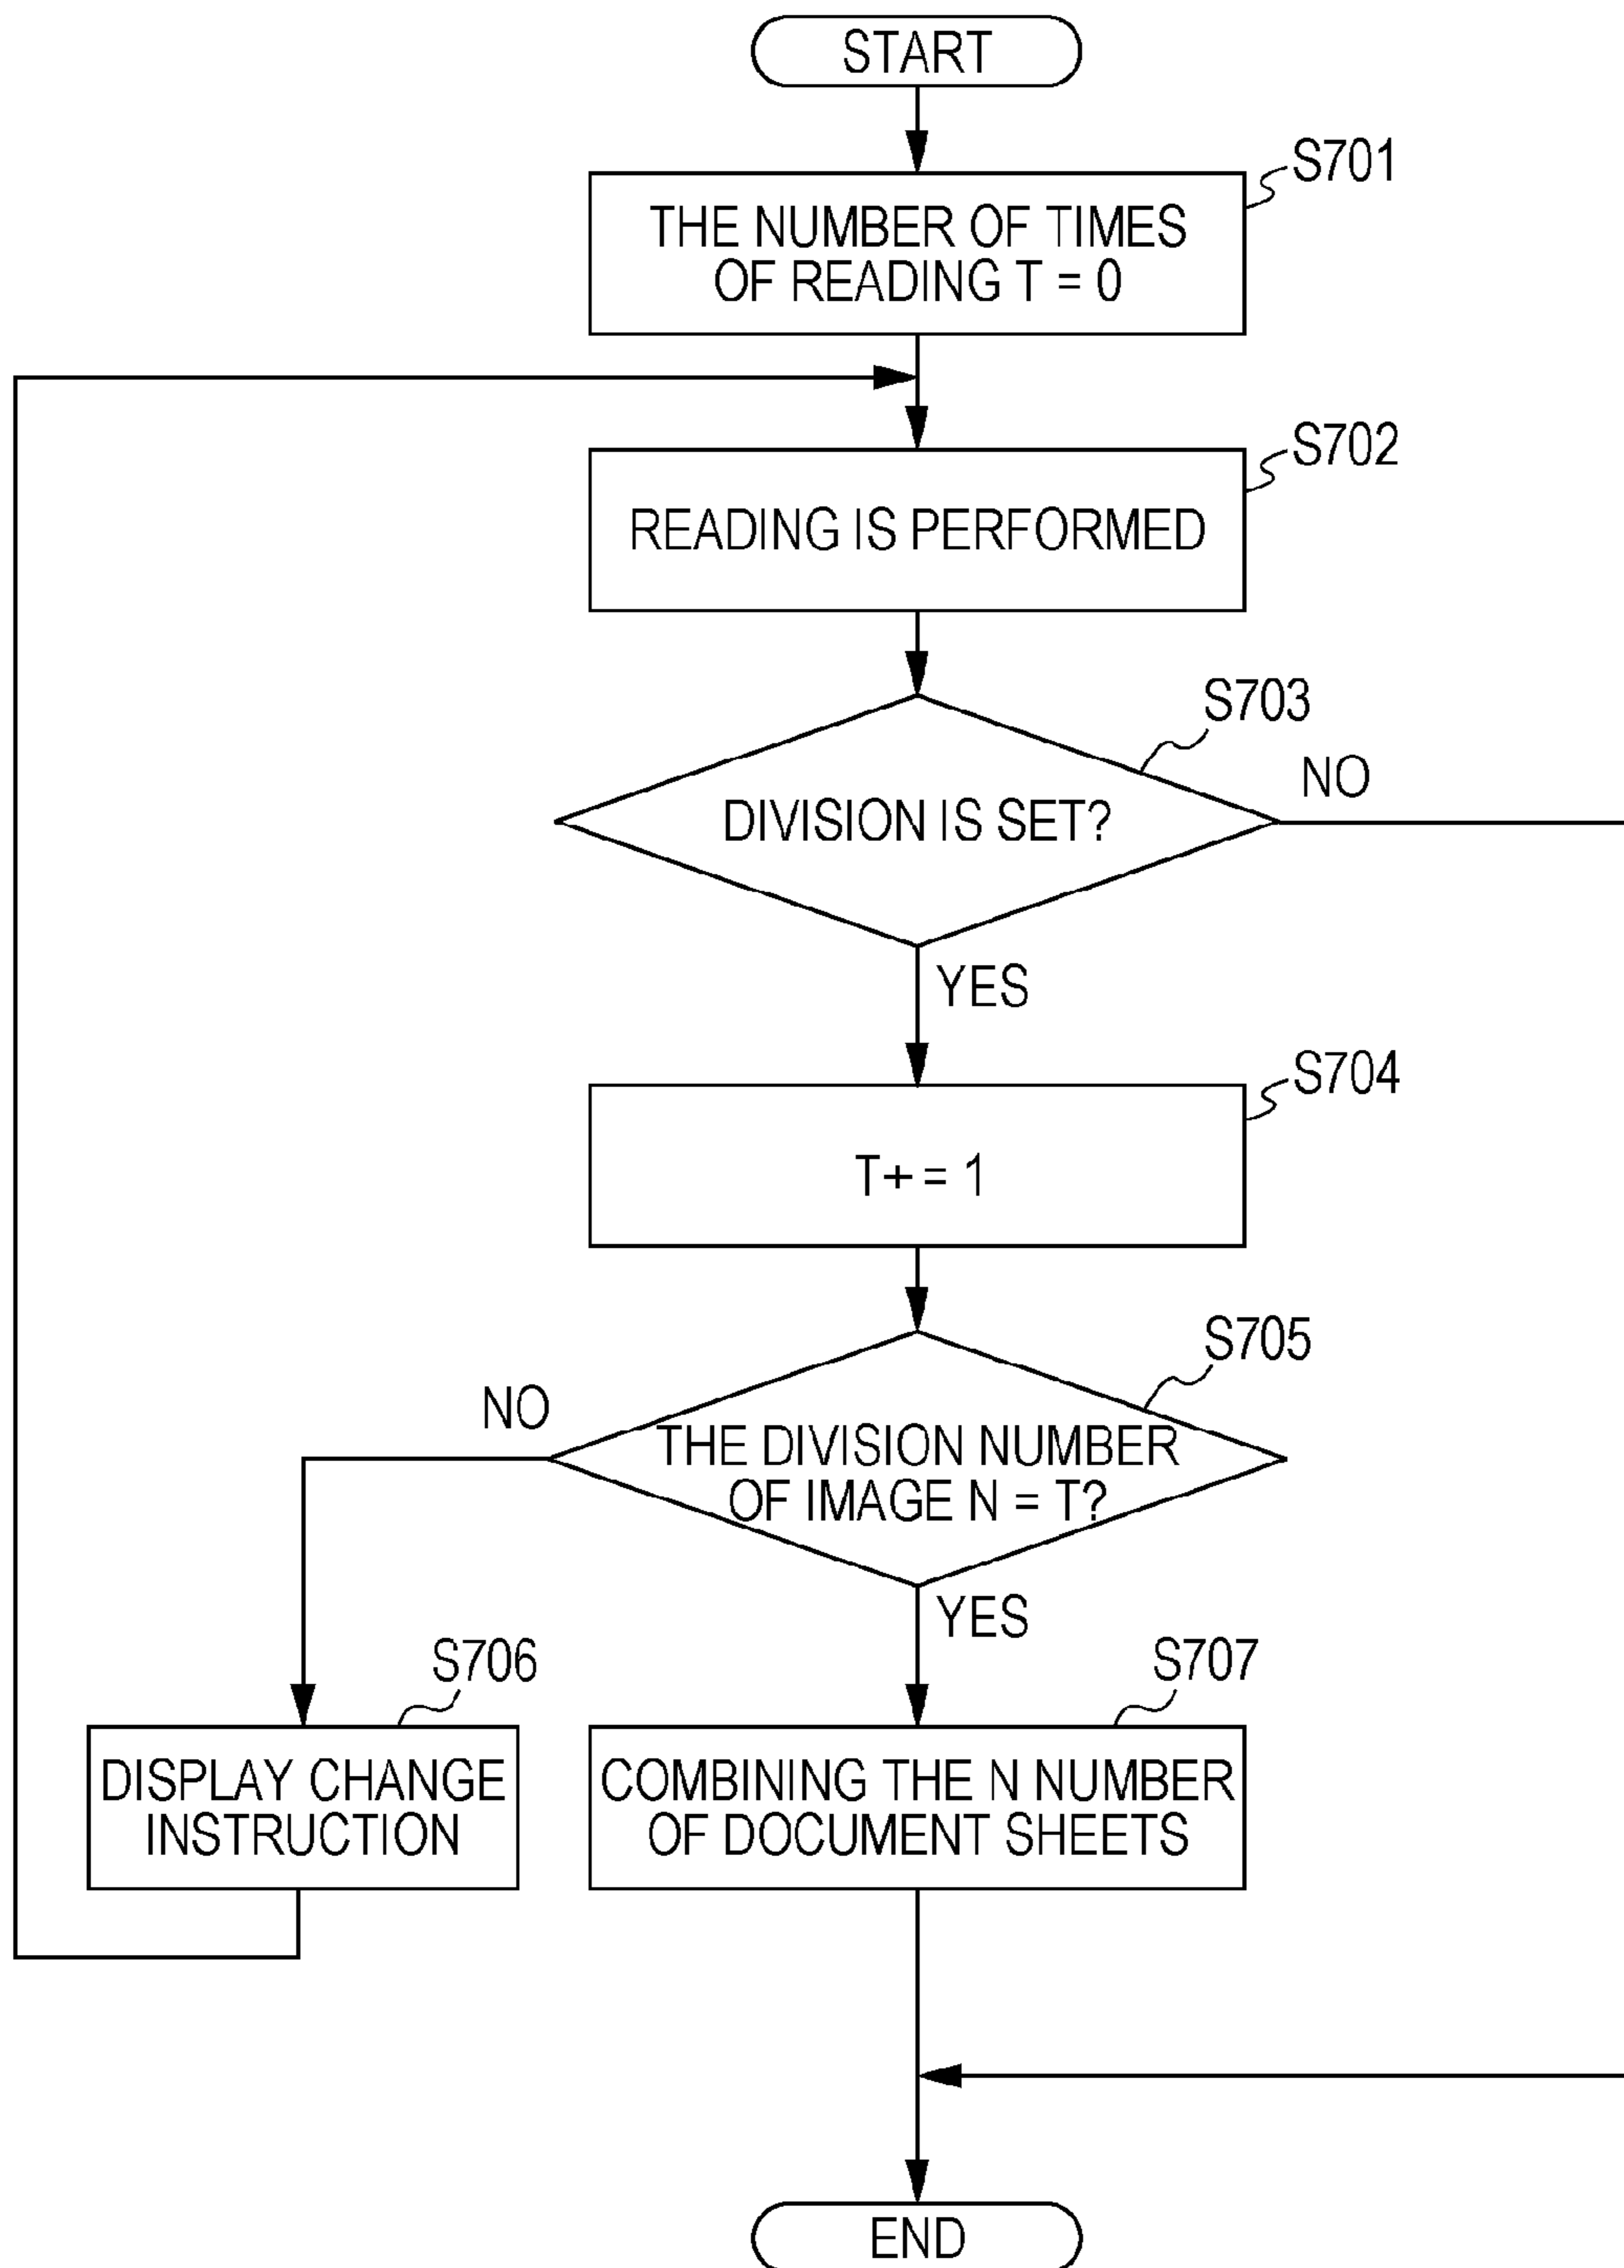 START
S701
THE NUMBER OF TIMES
OF READING T = 0
S702
READING IS PERFORMED
S703
NO
DIVISION IS SET?
YES
S704
T+ = 1
S705
NO
THE DIVISION NUMBER
OF IMAGE N = T?
YES
S706
S707
DISPLAY CHANGE
INSTRUCTION
COMBINING THE N NUMBER
OF DOCUMENT SHEETS
END